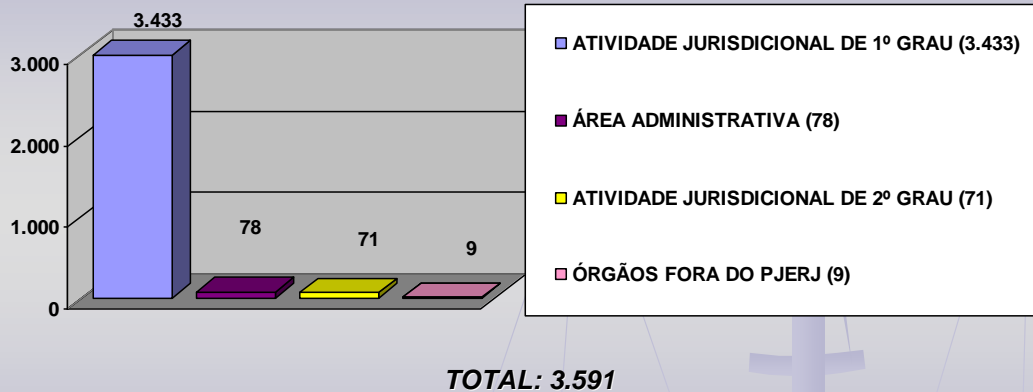 3.433
3.000
2.000
1.000
0
78
71
9
ATIVIDADE JURISDICIONAL DE 1º GRAU (3.433)
ÁREA ADMINISTRATIVA (78)
ATIVIDADE JURISDICIONAL DE 2º GRAU (71)
ÓRGÃOS FORA DO PJERJ (9)
TOTAL: 3.591